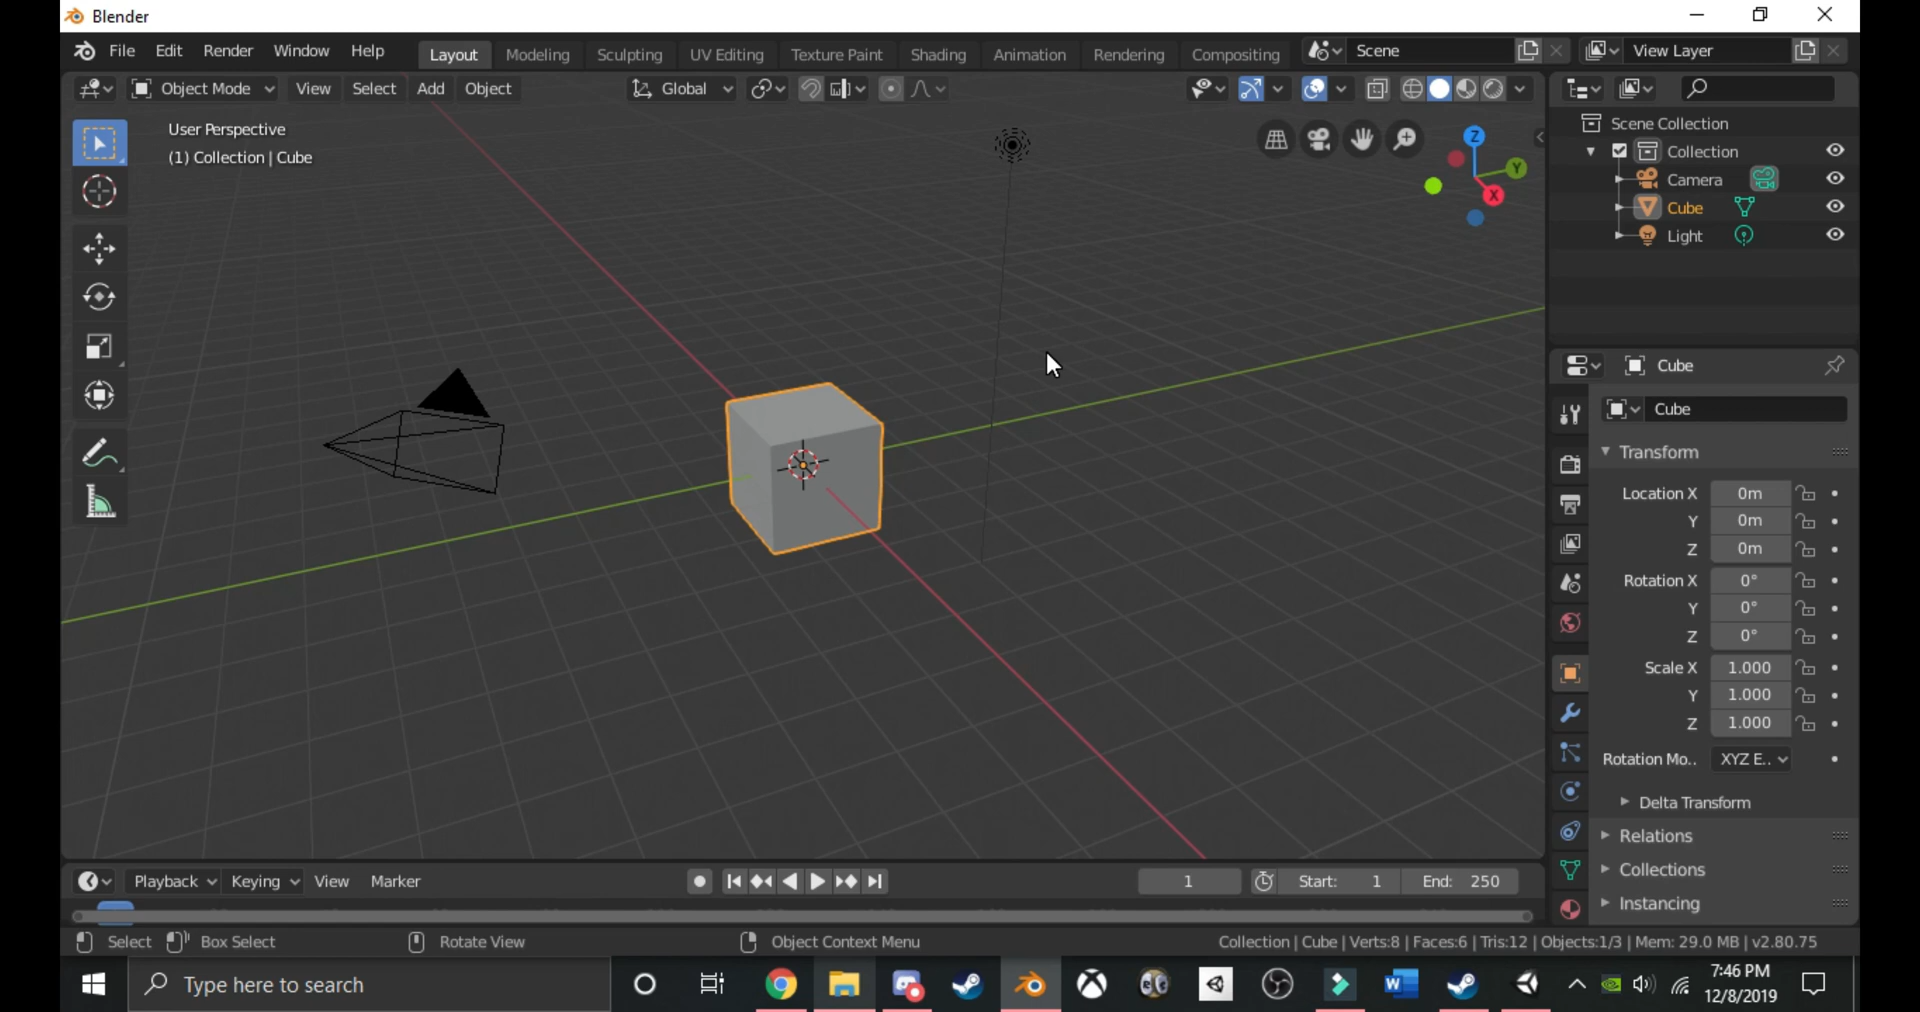 Blender
File Edit Render Window Help
Layout Modeling Sculpting UV Editing Texture Paint Shading Animation Rendering Compositing
Scene
View Layer
Object Mode View Select Add Object
Global
User Perspective
(1) Collection | Cube
Z
Y
X
Scene Collection
Collection
Camera
Cube
Light
Cube
Cube
Transform
Location X 0m
Y 0m
Z 0m
Rotation X 0°
Y 0°
Z 0°
Scale X 1.000
Y 1.000
Z 1.000
Rotation Mo.. XYZ E..
Delta Transform
Relations
Collections
Instancing
Playback Keying View Marker
1
Start: 1
End: 250
Select Box Select Rotate View Object Context Menu
Collection | Cube | Verts:8 | Faces:6 | Tris:12 | Objects:1/3 | Mem: 29.0 MB | v2.80.75
Type here to search
7:46 PM
12/8/2019